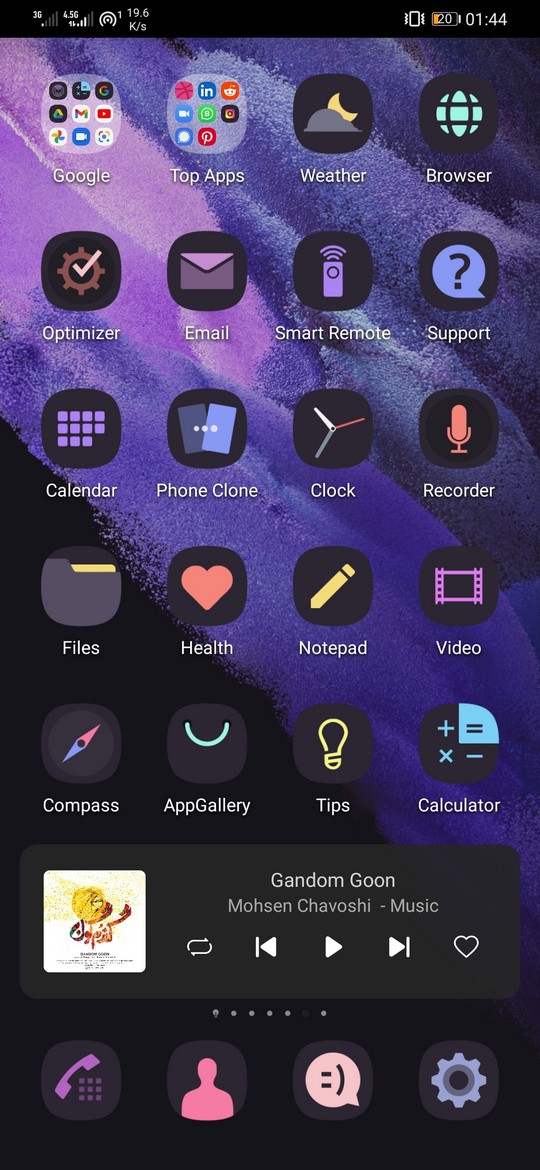 3G 4.5G 1 19.6 K/s 20 01:44
Google Top Apps Weather Browser
Optimizer Email Smart Remote Support
Calendar Phone Clone Clock Recorder
Files Health Notepad Video
Compass AppGallery Tips Calculator
Gandom Goon
Mohsen Chavoshi - Music
GANDOM GOON